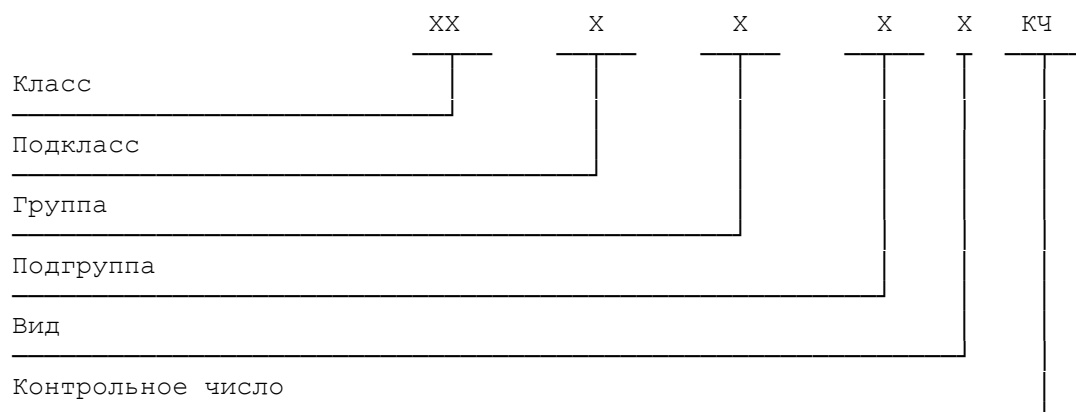 XX X X X X КЧ
Класс
Подкласс
Группа
Подгруппа
Вид
Контрольное число